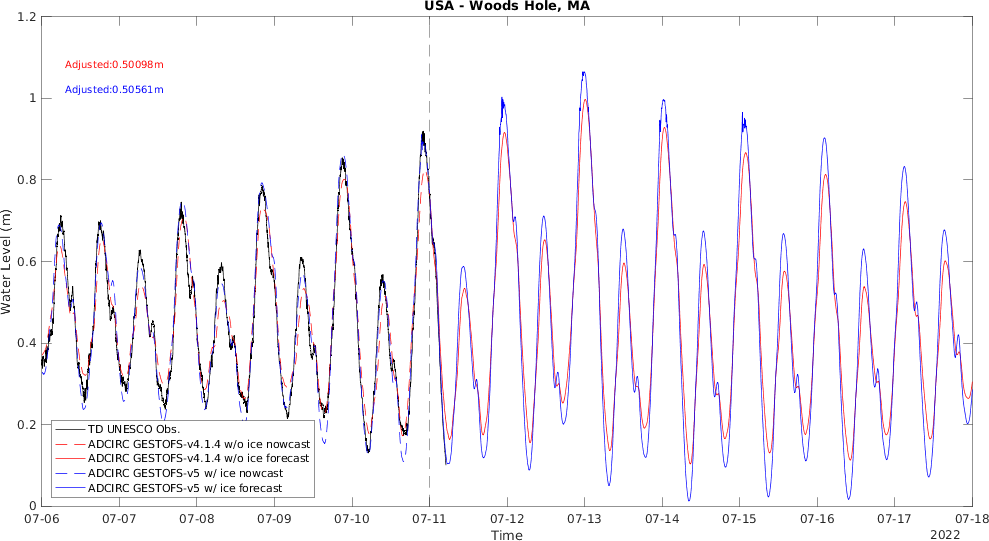 USA - Woods Hole, MA
1.2
Adjusted:0.50098m
Adjusted:0.50561m
1
0.8
0.6
0.4
0.2
0
Water Level (m)
TD UNESCO Obs.
ADCIRC GESTOFS-v4.1.4 w/o ice nowcast
ADCIRC GESTOFS-v4.1.4 w/o ice forecast
ADCIRC GESTOFS-v5 w/ ice nowcast
ADCIRC GESTOFS-v5 w/ ice forecast
07-06 07-07 07-08 07-09 07-10 07-11 07-12 07-13 07-14 07-15 07-16 07-17 07-18
Time
2022